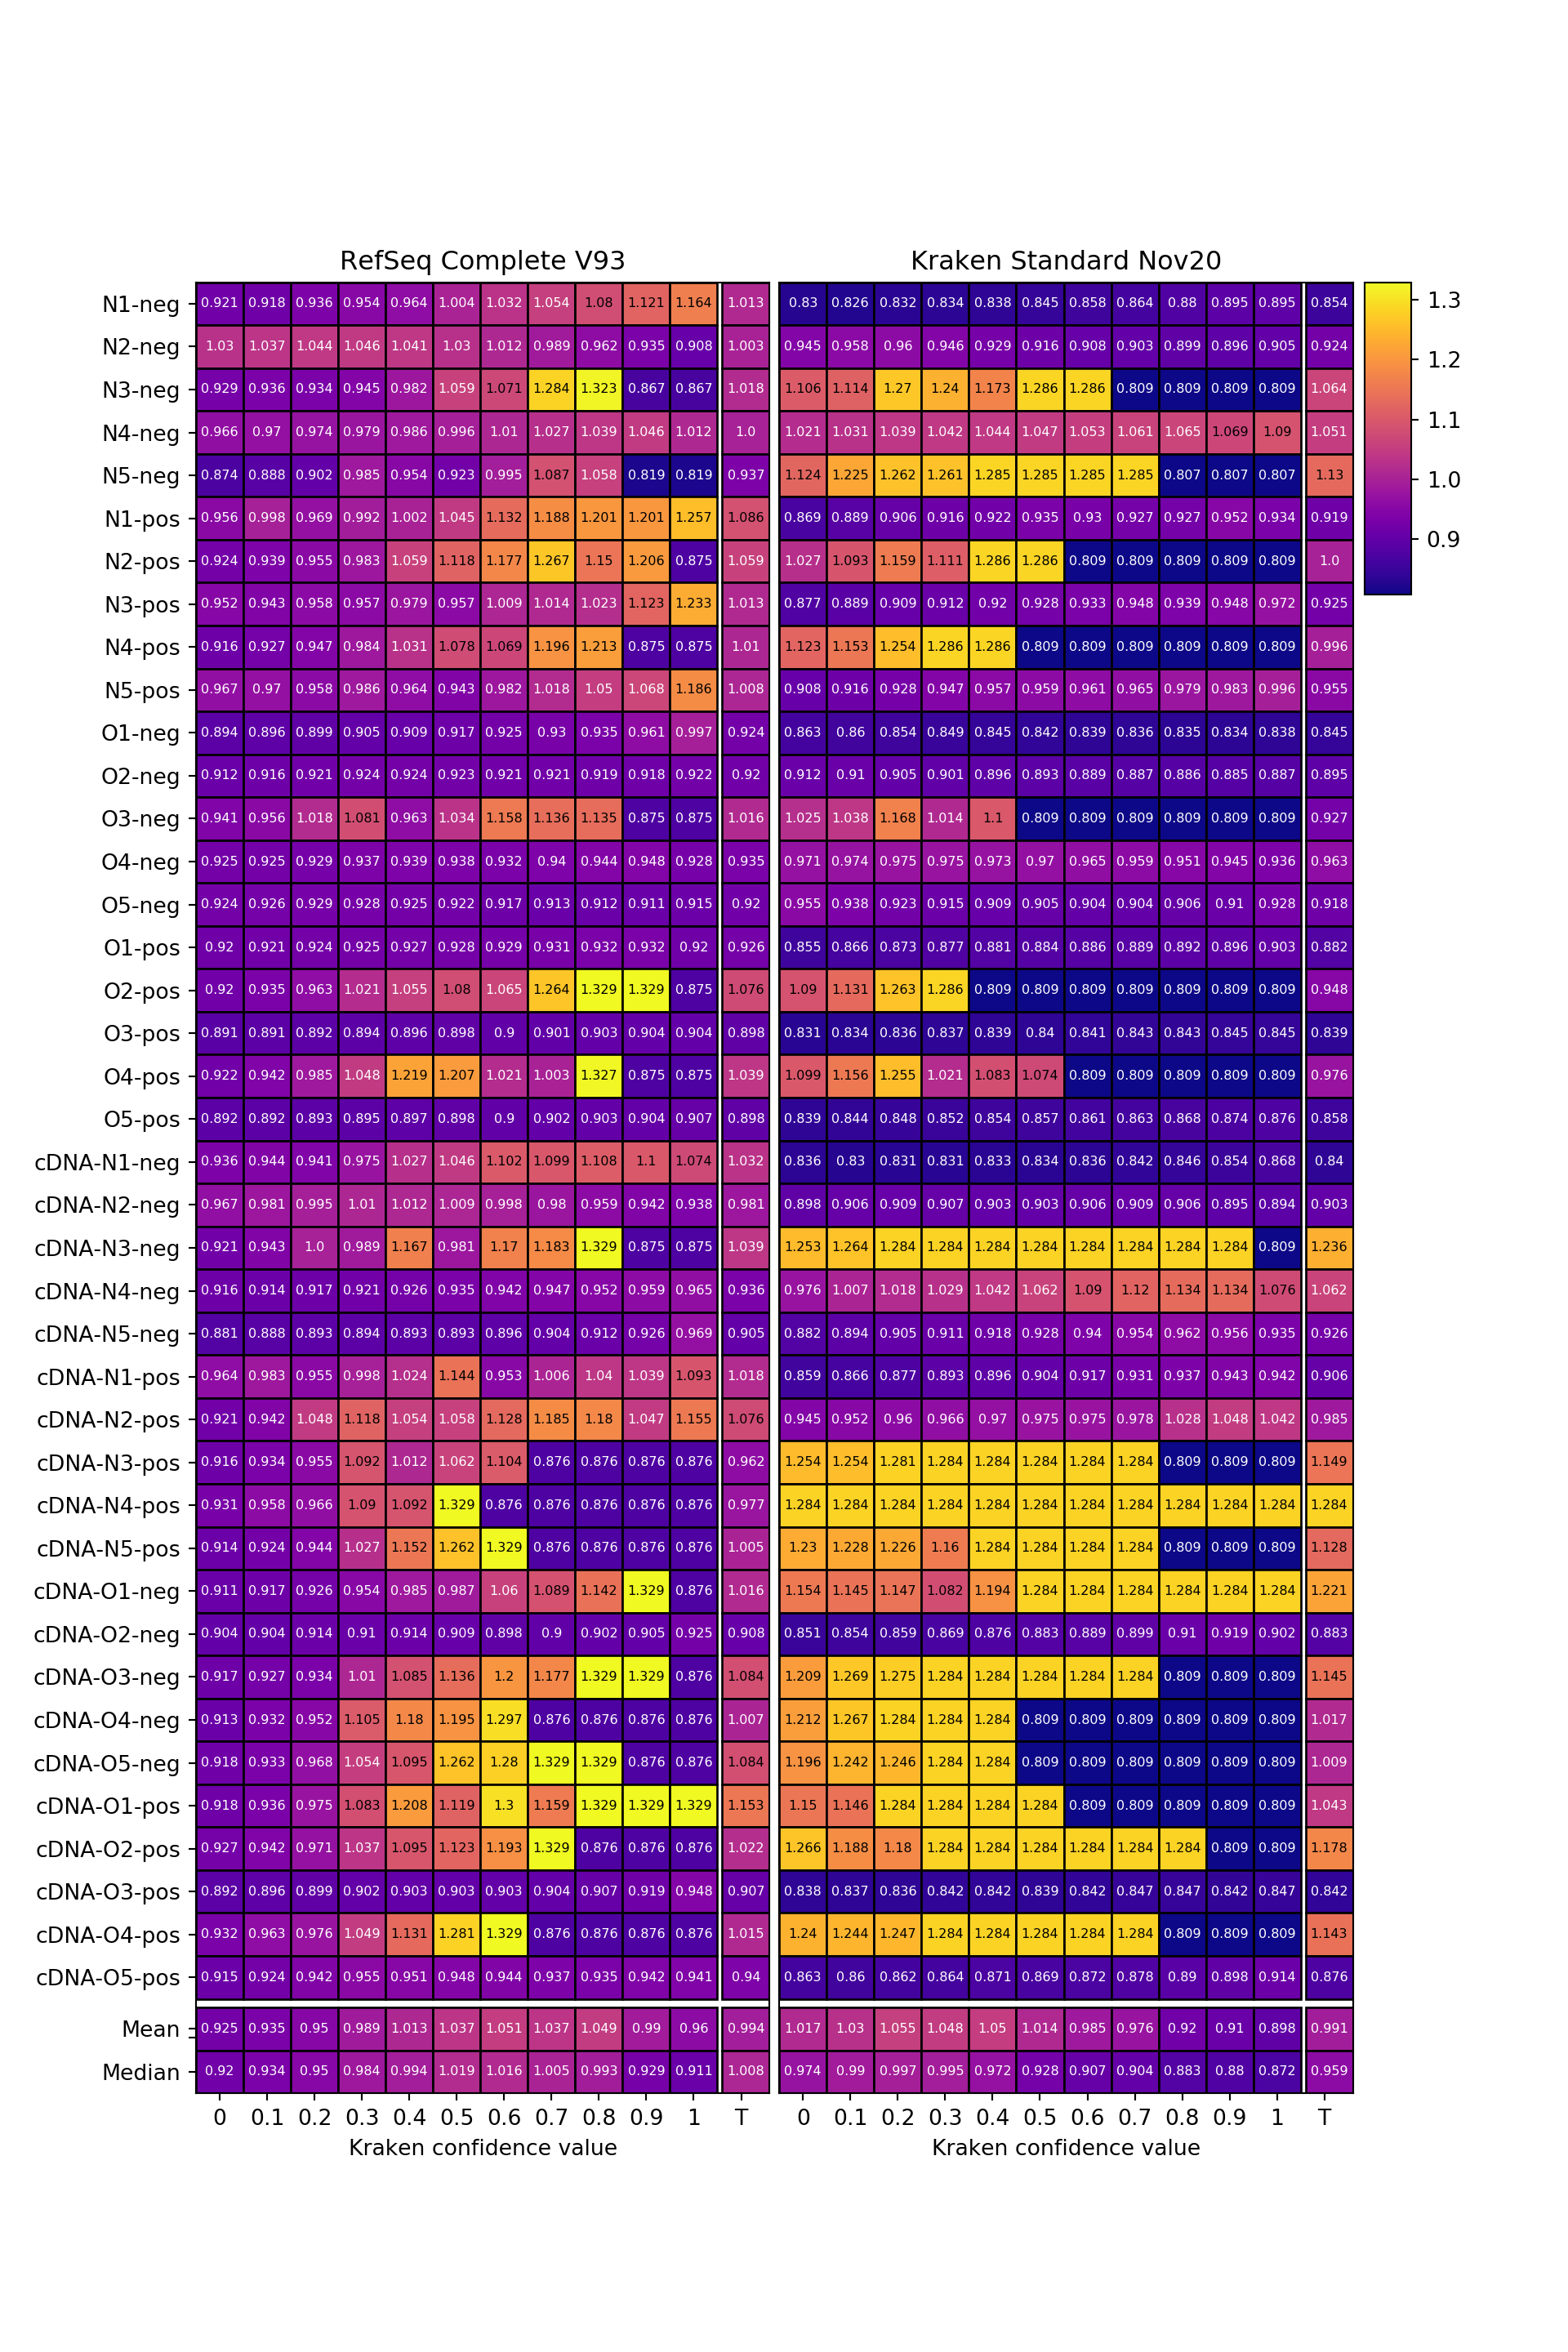 RefSeq Complete V93 Kraken Standard Nov20
N1-neg 0.921 0.918 0.936 0.954 0.964 1.004 1.032 1.054 1.08 1.121 1.164 1.013 0.83 0.826 0.832 0.834 0.838 0.845 0.858 0.864 0.88 0.895 0.895 0.854 1.3
N2-neg 1.03 1.037 1.044 1.046 1.041 1.03 1.012 0.989 0.962 0.935 0.908 1.003 0.945 0.958 0.96 0.946 0.929 0.916 0.908 0.903 0.899 0.896 0.905 0.924 1.2
N3-neg 0.929 0.936 0.934 0.945 0.982 1.059 1.071 1.284 1.323 0.867 0.867 1.018 1.106 1.114 1.27 1.24 1.173 1.286 1.286 0.809 0.809 0.809 0.809 1.064
N4-neg 0.966 0.97 0.974 0.979 0.986 0.996 1.01 1.027 1.039 1.046 1.012 1.0 1.021 1.031 1.039 1.042 1.044 1.047 1.053 1.061 1.065 1.069 1.09 1.051 1.1
N5-neg 0.874 0.888 0.902 0.985 0.954 0.923 0.995 1.087 1.058 0.819 0.819 0.937 1.124 1.225 1.262 1.261 1.285 1.285 1.285 1.285 0.807 0.807 0.807 1.13 1.0
N1-pos 0.956 0.998 0.969 0.992 1.002 1.045 1.132 1.188 1.201 1.201 1.257 1.086 0.869 0.889 0.906 0.916 0.922 0.935 0.93 0.927 0.927 0.952 0.934 0.919 0.9
N2-pos 0.924 0.939 0.955 0.983 1.059 1.118 1.177 1.267 1.15 1.206 0.875 1.059 1.027 1.093 1.159 1.111 1.286 1.286 0.809 0.809 0.809 0.809 0.809 1.0
N3-pos 0.952 0.943 0.958 0.957 0.979 0.957 1.009 1.014 1.023 1.123 1.233 1.013 0.877 0.889 0.909 0.912 0.92 0.928 0.933 0.948 0.939 0.948 0.972 0.925
N4-pos 0.916 0.927 0.947 0.984 1.031 1.078 1.069 1.196 1.213 0.875 0.875 1.01 1.123 1.153 1.254 1.286 1.286 0.809 0.809 0.809 0.809 0.809 0.809 0.996
N5-pos 0.967 0.97 0.958 0.986 0.964 0.943 0.982 1.018 1.05 1.068 1.186 1.008 0.908 0.916 0.928 0.947 0.957 0.959 0.961 0.965 0.979 0.983 0.996 0.955
O1-neg 0.894 0.896 0.899 0.905 0.909 0.917 0.925 0.93 0.935 0.961 0.997 0.924 0.863 0.86 0.854 0.849 0.845 0.842 0.839 0.836 0.835 0.834 0.838 0.845
O2-neg 0.912 0.916 0.921 0.924 0.924 0.923 0.921 0.921 0.919 0.918 0.922 0.92 0.912 0.91 0.905 0.901 0.896 0.893 0.889 0.887 0.886 0.885 0.887 0.895
O3-neg 0.941 0.956 1.018 1.081 0.963 1.034 1.158 1.136 1.135 0.875 0.875 1.016 1.025 1.038 1.168 1.014 1.1 0.809 0.809 0.809 0.809 0.809 0.809 0.927
O4-neg 0.925 0.925 0.929 0.937 0.939 0.938 0.932 0.94 0.944 0.948 0.928 0.935 0.971 0.974 0.975 0.975 0.973 0.97 0.965 0.959 0.951 0.945 0.936 0.963
O5-neg 0.924 0.926 0.929 0.928 0.925 0.922 0.917 0.913 0.912 0.911 0.915 0.92 0.955 0.938 0.923 0.915 0.909 0.905 0.904 0.904 0.906 0.91 0.928 0.918
O1-pos 0.92 0.921 0.924 0.925 0.927 0.928 0.929 0.931 0.932 0.932 0.92 0.926 0.855 0.866 0.873 0.877 0.881 0.884 0.886 0.889 0.892 0.896 0.903 0.882
O2-pos 0.92 0.935 0.963 1.021 1.055 1.08 1.065 1.264 1.329 1.329 0.875 1.076 1.09 1.131 1.263 1.286 0.809 0.809 0.809 0.809 0.809 0.809 0.809 0.948
O3-pos 0.891 0.891 0.892 0.894 0.896 0.898 0.9 0.901 0.903 0.904 0.904 0.898 0.831 0.834 0.836 0.837 0.839 0.84 0.841 0.843 0.843 0.845 0.845 0.839
O4-pos 0.922 0.942 0.985 1.048 1.219 1.207 1.021 1.003 1.327 0.875 0.875 1.039 1.099 1.156 1.255 1.021 1.083 1.074 0.809 0.809 0.809 0.809 0.809 0.976
O5-pos 0.892 0.892 0.893 0.895 0.897 0.898 0.9 0.902 0.903 0.904 0.907 0.898 0.839 0.844 0.848 0.852 0.854 0.857 0.861 0.863 0.868 0.874 0.876 0.858
cDNA-N1-neg 0.936 0.944 0.941 0.975 1.027 1.046 1.102 1.099 1.108 1.1 1.074 1.032 0.836 0.83 0.831 0.831 0.833 0.834 0.836 0.842 0.846 0.854 0.868 0.84
cDNA-N2-neg 0.967 0.981 0.995 1.01 1.012 1.009 0.998 0.98 0.959 0.942 0.938 0.981 0.898 0.906 0.909 0.907 0.903 0.903 0.906 0.909 0.906 0.895 0.894 0.903
cDNA-N3-neg 0.921 0.943 1.0 0.989 1.167 0.981 1.17 1.183 1.329 0.875 0.875 1.039 1.253 1.264 1.284 1.284 1.284 1.284 1.284 1.284 1.284 1.284 0.809 1.236
cDNA-N4-neg 0.916 0.914 0.917 0.921 0.926 0.935 0.942 0.947 0.952 0.959 0.965 0.936 0.976 1.007 1.018 1.029 1.042 1.062 1.09 1.12 1.134 1.134 1.076 1.062
cDNA-N5-neg 0.881 0.888 0.893 0.894 0.893 0.893 0.896 0.904 0.912 0.926 0.969 0.905 0.882 0.894 0.905 0.911 0.918 0.928 0.94 0.954 0.962 0.956 0.935 0.926
cDNA-N1-pos 0.964 0.983 0.955 0.998 1.024 1.144 0.953 1.006 1.04 1.039 1.093 1.018 0.859 0.866 0.877 0.893 0.896 0.904 0.917 0.931 0.937 0.943 0.942 0.906
cDNA-N2-pos 0.921 0.942 1.048 1.118 1.054 1.058 1.128 1.185 1.18 1.047 1.155 1.076 0.945 0.952 0.96 0.966 0.97 0.975 0.975 0.978 1.028 1.048 1.042 0.985
cDNA-N3-pos 0.916 0.934 0.955 1.092 1.012 1.062 1.104 0.876 0.876 0.876 0.876 0.962 1.254 1.254 1.281 1.284 1.284 1.284 1.284 1.284 0.809 0.809 0.809 1.149
cDNA-N4-pos 0.931 0.958 0.966 1.09 1.092 1.329 0.876 0.876 0.876 0.876 0.876 0.977 1.284 1.284 1.284 1.284 1.284 1.284 1.284 1.284 1.284 1.284 1.284 1.284
cDNA-N5-pos 0.914 0.924 0.944 1.027 1.152 1.262 1.329 0.876 0.876 0.876 0.876 1.005 1.23 1.228 1.226 1.16 1.284 1.284 1.284 1.284 0.809 0.809 0.809 1.128
cDNA-O1-neg 0.911 0.917 0.926 0.954 0.985 0.987 1.06 1.089 1.142 1.329 0.876 1.016 1.154 1.145 1.147 1.082 1.194 1.284 1.284 1.284 1.284 1.284 1.284 1.221
cDNA-O2-neg 0.904 0.904 0.914 0.91 0.914 0.909 0.898 0.9 0.902 0.905 0.925 0.908 0.851 0.854 0.859 0.869 0.876 0.883 0.889 0.899 0.91 0.919 0.902 0.883
cDNA-O3-neg 0.917 0.927 0.934 1.01 1.085 1.136 1.2 1.177 1.329 1.329 0.876 1.084 1.209 1.269 1.275 1.284 1.284 1.284 1.284 1.284 0.809 0.809 0.809 1.145
cDNA-O4-neg 0.913 0.932 0.952 1.105 1.18 1.195 1.297 0.876 0.876 0.876 0.876 1.007 1.212 1.267 1.284 1.284 1.284 0.809 0.809 0.809 0.809 0.809 0.809 1.017
cDNA-O5-neg 0.918 0.933 0.968 1.054 1.095 1.262 1.28 1.329 1.329 0.876 0.876 1.084 1.196 1.242 1.246 1.284 1.284 0.809 0.809 0.809 0.809 0.809 0.809 1.009
cDNA-O1-pos 0.918 0.936 0.975 1.083 1.208 1.119 1.3 1.159 1.329 1.329 1.329 1.153 1.15 1.146 1.284 1.284 1.284 1.284 0.809 0.809 0.809 0.809 0.809 1.043
cDNA-O2-pos 0.927 0.942 0.971 1.037 1.095 1.123 1.193 1.329 0.876 0.876 0.876 1.022 1.266 1.188 1.18 1.284 1.284 1.284 1.284 1.284 1.284 0.809 0.809 1.178
cDNA-O3-pos 0.892 0.896 0.899 0.902 0.903 0.903 0.903 0.904 0.907 0.919 0.948 0.907 0.838 0.837 0.836 0.842 0.842 0.839 0.842 0.847 0.847 0.842 0.847 0.842
cDNA-O4-pos 0.932 0.963 0.976 1.049 1.131 1.281 1.329 0.876 0.876 0.876 0.876 1.015 1.24 1.244 1.247 1.284 1.284 1.284 1.284 1.284 0.809 0.809 0.809 1.143
cDNA-O5-pos 0.915 0.924 0.942 0.955 0.951 0.948 0.944 0.937 0.935 0.942 0.941 0.94 0.863 0.86 0.862 0.864 0.871 0.869 0.872 0.878 0.89 0.898 0.914 0.876
Mean 0.925 0.935 0.95 0.989 1.013 1.037 1.051 1.037 1.049 0.99 0.96 0.994 1.017 1.03 1.055 1.048 1.05 1.014 0.985 0.976 0.92 0.91 0.898 0.991
Median 0.92 0.934 0.95 0.984 0.994 1.019 1.016 1.005 0.993 0.929 0.911 1.008 0.974 0.99 0.997 0.995 0.972 0.928 0.907 0.904 0.883 0.88 0.872 0.959
0 0.1 0.2 0.3 0.4 0.5 0.6 0.7 0.8 0.9 1 T 0 0.1 0.2 0.3 0.4 0.5 0.6 0.7 0.8 0.9 1 T
Kraken confidence value Kraken confidence value